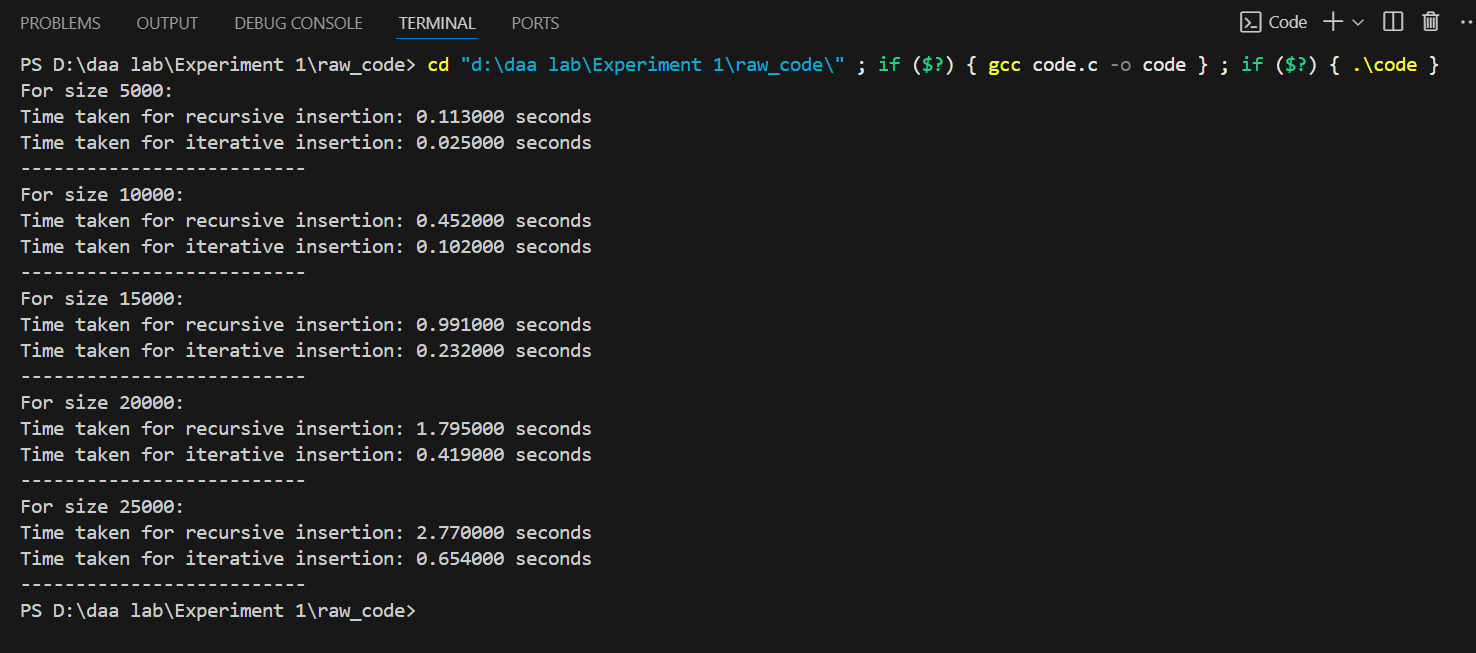 PROBLEMS OUTPUT DEBUG CONSOLE TERMINAL PORTS Code
PS D:\daa lab\Experiment 1\raw_code> cd "d:\daa lab\Experiment 1\raw_code\" ; if ($?) { gcc code.c -o code } ; if ($?) { .\code }
For size 5000:
Time taken for recursive insertion: 0.113000 seconds
Time taken for iterative insertion: 0.025000 seconds
--------------------------
For size 10000:
Time taken for recursive insertion: 0.452000 seconds
Time taken for iterative insertion: 0.102000 seconds
--------------------------
For size 15000:
Time taken for recursive insertion: 0.991000 seconds
Time taken for iterative insertion: 0.232000 seconds
--------------------------
For size 20000:
Time taken for recursive insertion: 1.795000 seconds
Time taken for iterative insertion: 0.419000 seconds
--------------------------
For size 25000:
Time taken for recursive insertion: 2.770000 seconds
Time taken for iterative insertion: 0.654000 seconds
--------------------------
PS D:\daa lab\Experiment 1\raw_code>